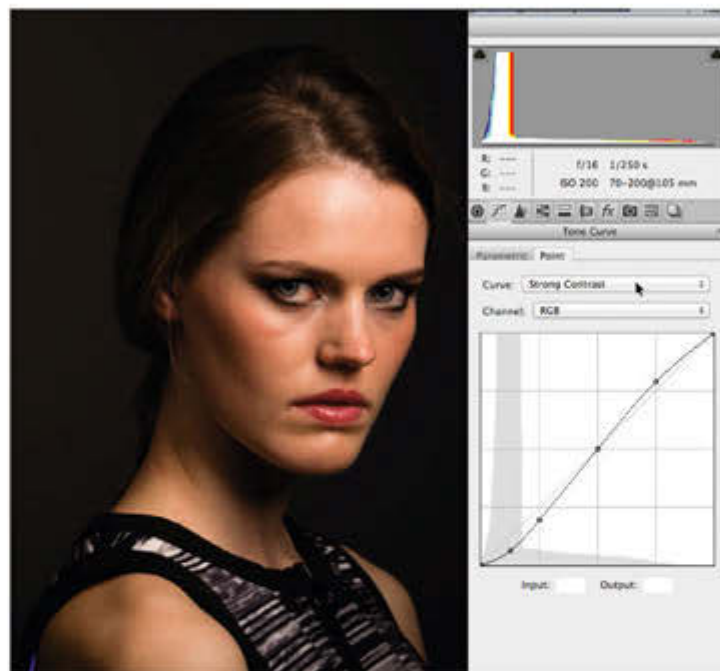 R: ---
G: ---
B: ---
f/16 1/250 s
ISO 200 70-200@105 mm
fx
Tone Curve
Parametric Point
Curve: Strong Contrast
Channel: RGB
Input: Output: